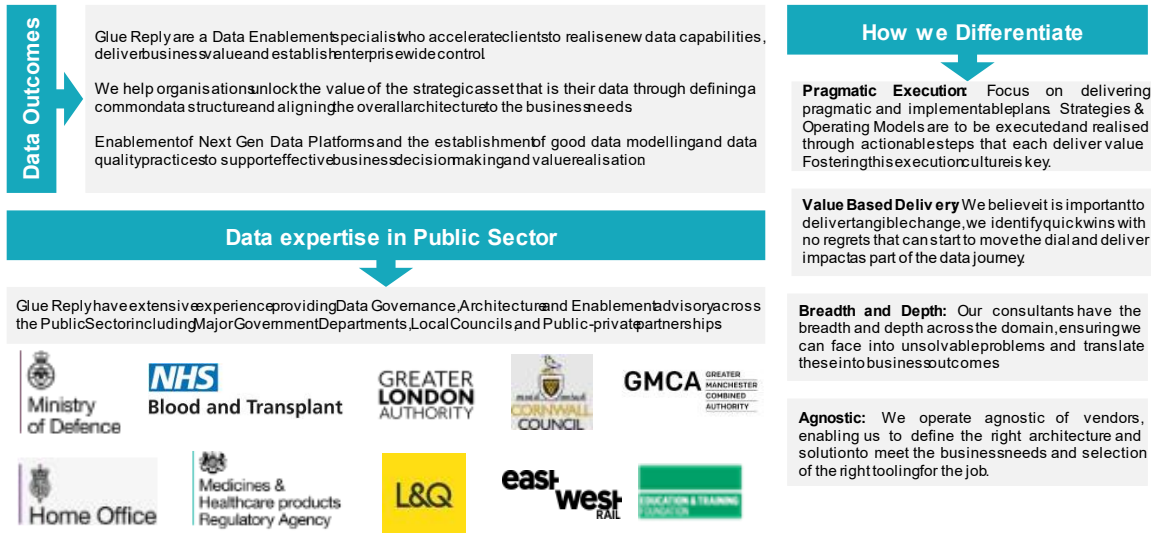 Data Outcomes
Glue Reply are a Data Enablement specialist who accelerate clients to realise new data capabilities,
deliver business value and establish enterprise wide control.
We help organisations unlock the value of the strategic asset that is their data through defining a
common data structure and aligning the overall architecture to the business needs
Enablement of Next Gen Data Platforms and the establishment of good data modelling and data
quality practices to support effective business decision making and value realisation
Data expertise in Public Sector
Glue Reply have extensive experience providing Data Governance, Architecture and Enablement advisory across
the Public Sector including Major Government Departments, Local Councils, and Public-private partnerships
Ministry
of Defence
NHS
Blood and Transplant
GREATER
LONDON
AUTHORITY
CORNWALL
COUNCIL
GMCA
GREATER
MANCHESTER
COMBINED
AUTHORITY
Home Office
Medicines &
Healthcare products
Regulatory Agency
L&Q
east
west
RAIL
EDUCATION & TRAINING
FOUNDATION
How we Differentiate
Pragmatic Execution: Focus on delivering
pragmatic and implementable plans. Strategies &
Operating Models are to be executed and realised
through actionable steps that each deliver value.
Fostering this execution culture is key.
Value Based Delivery: We believe it is important to
deliver tangible change, we identify quick wins with
no regrets that can start to move the dial and deliver
impact as part of the data journey.
Breadth and Depth: Our consultants have the
breadth and depth across the domain, ensuring we
can face into unsolvable problems and translate
these into business outcomes
Agnostic: We operate agnostic of vendors,
enabling us to define the right architecture and
solution to meet the business needs and selection
of the right tooling for the job.